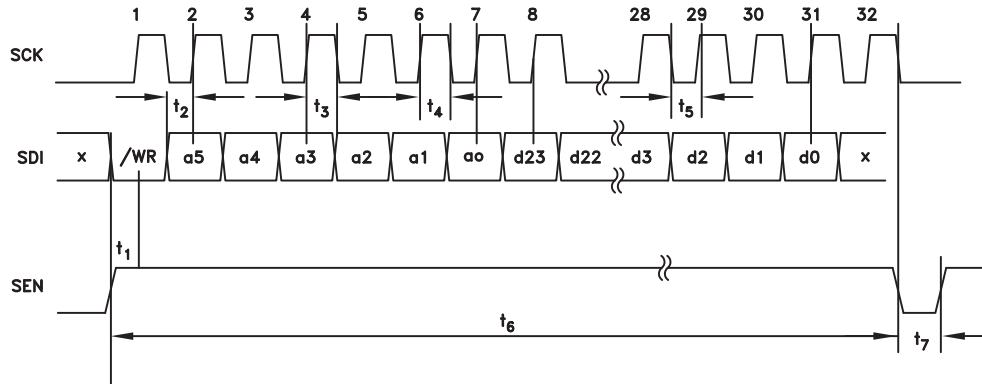 1 2 3 4 5 6 7 8 28 29 30 31 32
SCK
t2 t3 t4 t5
SDI x /WR a5 a4 a3 a2 a1 ao d23 d22 d3 d2 d1 d0 x
t1
SEN
t6
t7